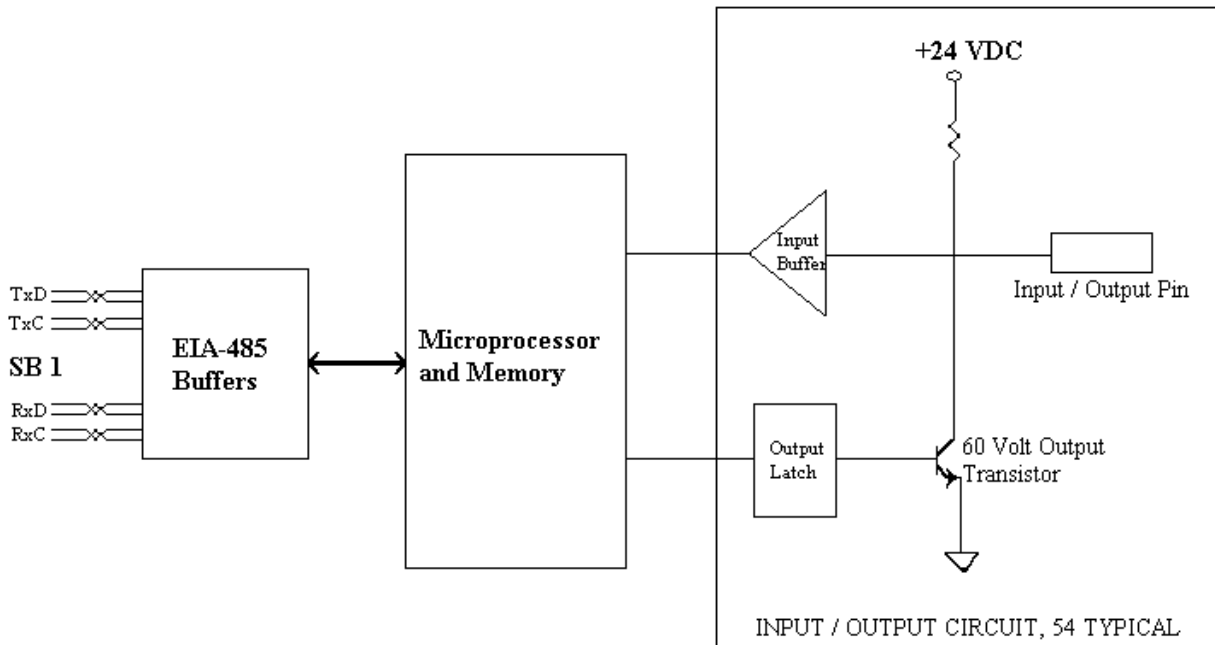 +24 VDC
Input
Buffer
Input / Output Pin
TxD
TxC
SB 1
RxD
RxC
EIA-485
Buffers
Microprocessor
and Memory
Output
Latch
60 Volt Output
Transistor
INPUT / OUTPUT CIRCUIT, 54 TYPICAL